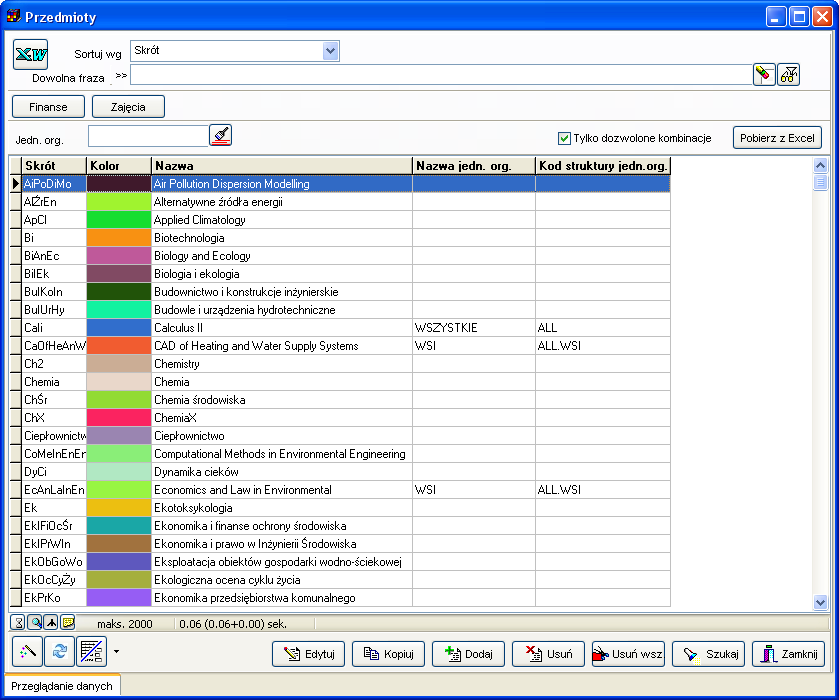 Przedmioty
XW Sortuj wg Skrót
Dowolna fraza >>
Finanse Zajęcia
Jedn. org. Tylko dozwolone kombinacje Pobierz z Excel
Skrót Kolor Nazwa Nazwa jedn. org. Kod struktury jedn.org.
AiPoDiMo Air Pollution Dispersion Modelling
AlŹrEn Alternatywne źródła energii
ApCl Applied Climatology
Bi Biotechnologia
BiAnEc Biology and Ecology
BiIEk Biologia i ekologia
BuIKoIn Budownictwo i konstrukcje inżynierskie
BuIUrHy Budowle i urządzenia hydrotechniczne
CaIi Calculus II WSZYSTKIE ALL
CaOfHeAnW CAD of Heating and Water Supply Systems WSI ALL.WSI
Ch2 Chemistry
Chemia Chemia
ChŚr Chemia środowiska
ChX ChemiaX
Ciepłownictw Ciepłownictwo
CoMeInEnEr Computational Methods in Environmental Engineering
DyCi Dynamika cieków
EcAnLaInEn Economics and Law in Environmental WSI ALL.WSI
Ek Ekotoksykologia
EkIFiOcŚr Ekonomika i finanse ochrony środowiska
EkIPrWIn Ekonomika i prawo w Inżynierii Środowiska
EkObGoWo Eksploatacja obiektów gospodarki wodno-ściekowej
EkOcCyŻy Ekologiczna ocena cyklu życia
EkPrKo Ekonomika przedsiębiorstwa komunalnego
maks. 2000 0.06 (0.06+0.00) sek.
Edytuj Kopiuj Dodaj Usuń Usuń wsz Szukaj Zamknij
Przeglądanie danych